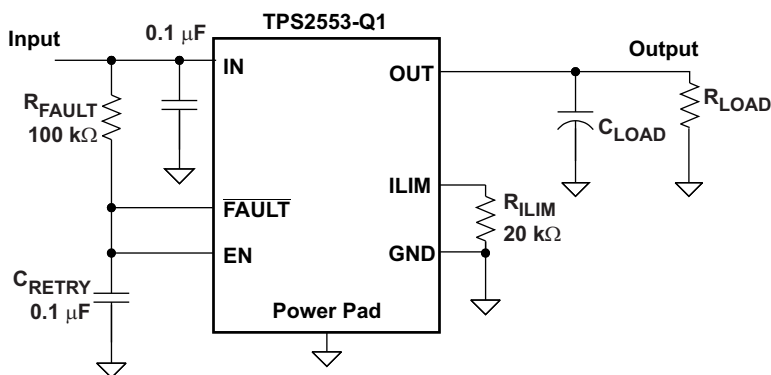 TPS2553-Q1
Input
0.1 μF
IN
OUT
Output
R_FAULT
100 kΩ
R_LOAD
C_LOAD
ILIM
FAULT
R_ILIM
20 kΩ
EN
GND
C_RETRY
0.1 μF
Power Pad